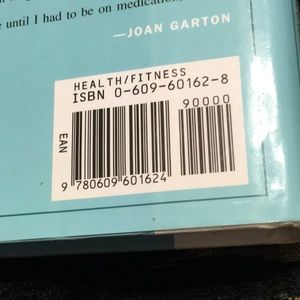 e until I had to be on medication,
—JOAN GARTON
HEALTH/FITNESS
ISBN 0-609-60162-8
90000
EAN
9 780609 601624